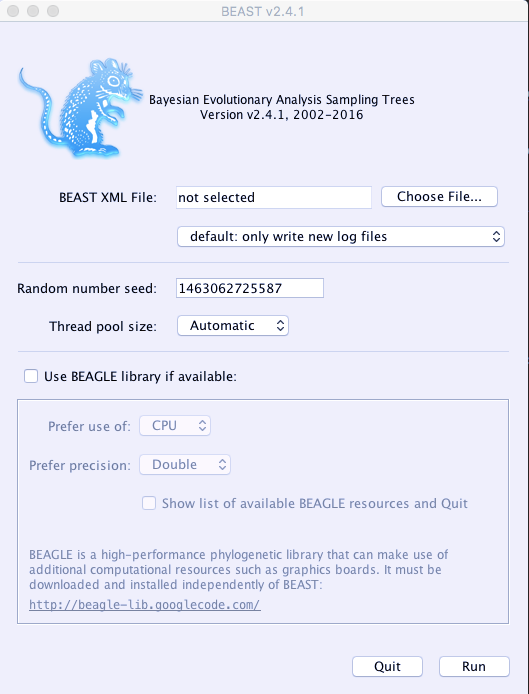 BEAST v2.4.1
Bayesian Evolutionary Analysis Sampling Trees
Version v2.4.1, 2002-2016
BEAST XML File: not selected Choose File...
default: only write new log files
Random number seed: 1463062725587
Thread pool size: Automatic
Use BEAGLE library if available:
Prefer use of: CPU
Prefer precision: Double
Show list of available BEAGLE resources and Quit
BEAGLE is a high-performance phylogenetic library that can make use of
additional computational resources such as graphics boards. It must be
downloaded and installed independently of BEAST:
http://beagle-lib.googlecode.com/
Quit Run